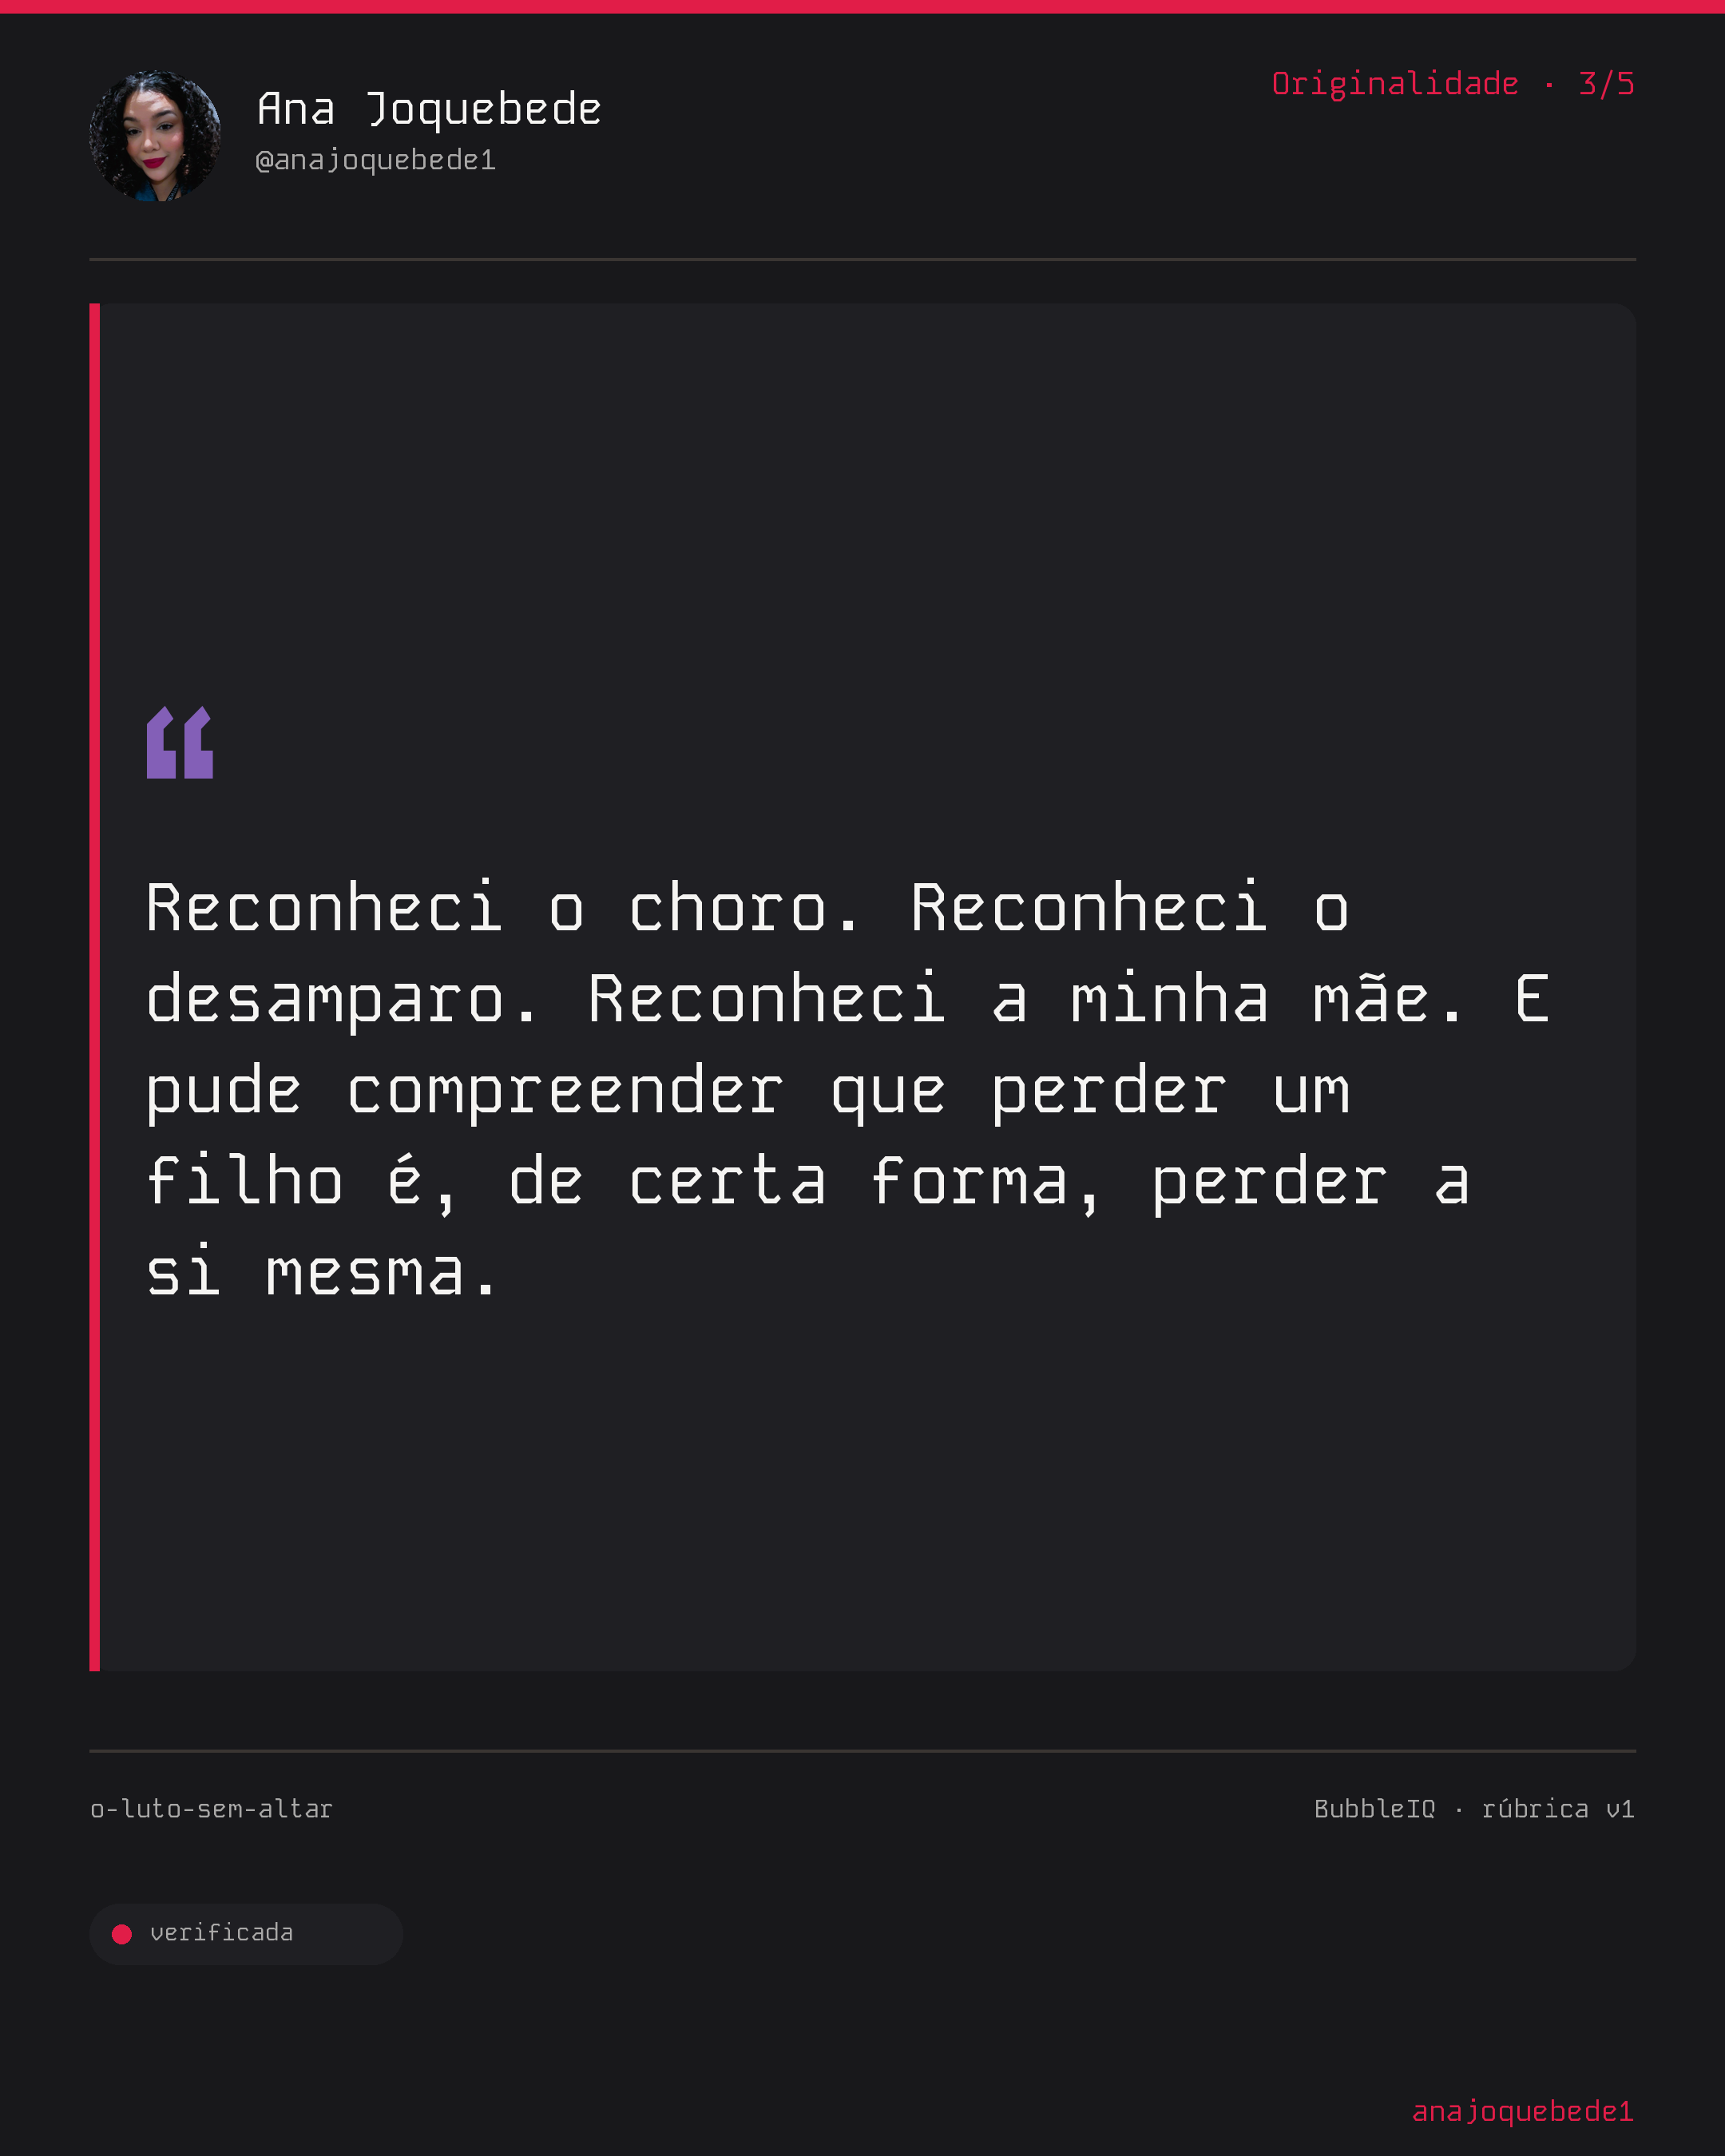 Ana Joquebede
@anajoquebede1
Originalidade · 3/5
“
Reconheci o choro. Reconheci o
desamparo. Reconheci a minha mãe. E
pude compreender que perder um
filho é, de certa forma, perder a
si mesma.
o-luto-sem-altar
BubbleIQ · rúbrica v1
verificada
anajoquebede1